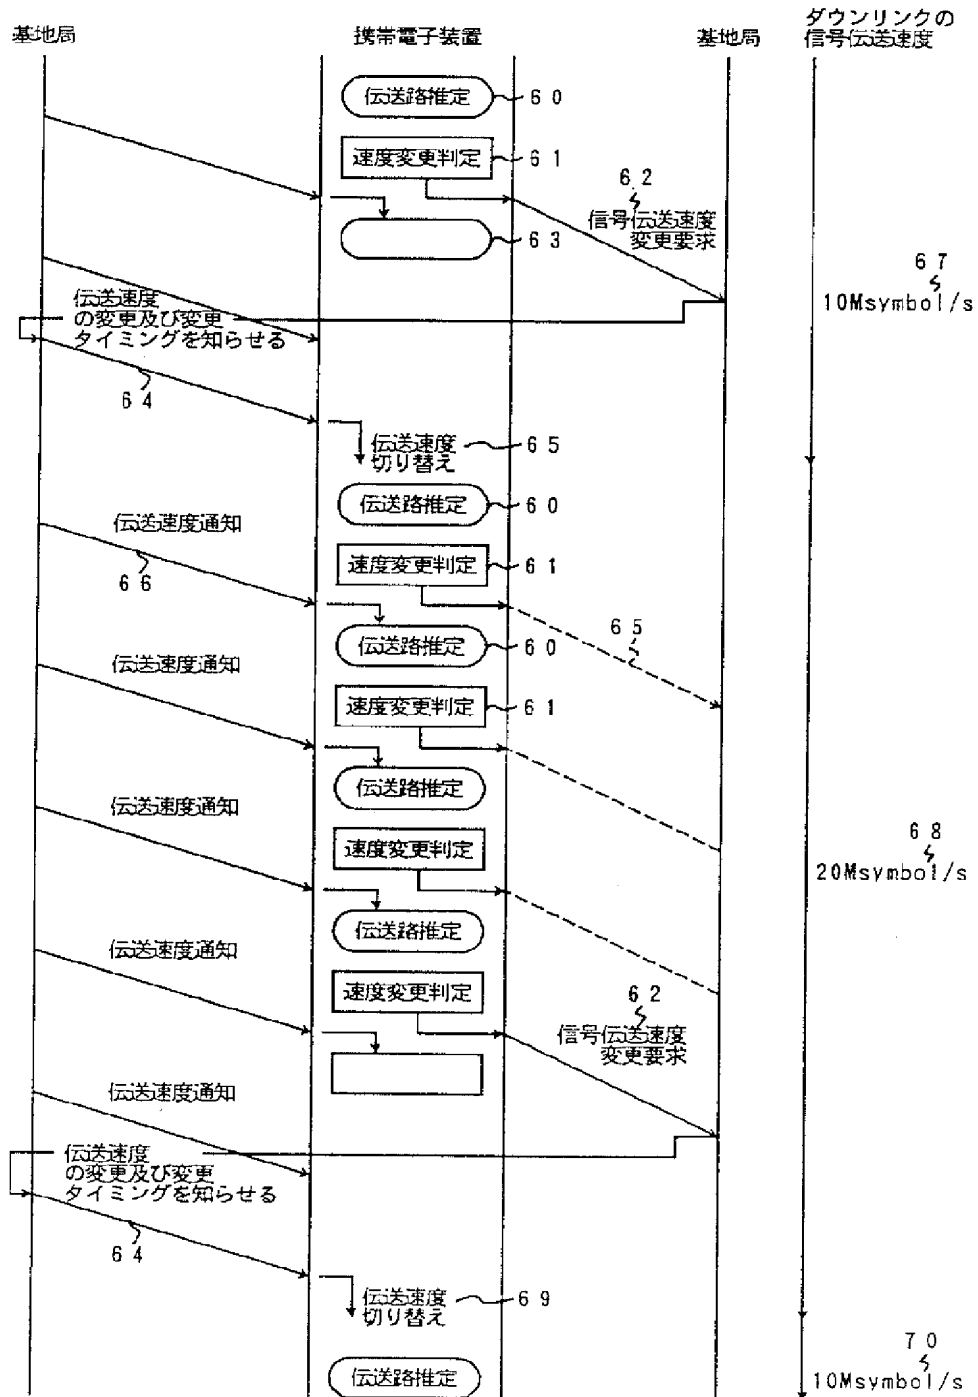 基地局
携帯電子装置
基地局
ダウンリンクの
信号伝送速度
伝送路推定
60
速度変更判定
61
62
信号伝送速度
変更要求
63
67
10Msymbol/s
伝送速度
の変更及び変更
タイミングを知らせる
64
伝送速度
切り替え
65
伝送路推定
60
伝送速度通知
66
速度変更判定
61
伝送路推定
60
65
伝送速度通知
速度変更判定
61
伝送路推定
伝送速度通知
速度変更判定
68
20Msymbol/s
伝送路推定
伝送速度通知
速度変更判定
62
信号伝送速度
変更要求
伝送速度通知
伝送速度
の変更及び変更
タイミングを知らせる
64
伝送速度
切り替え
69
伝送路推定
70
10Msymbol/s